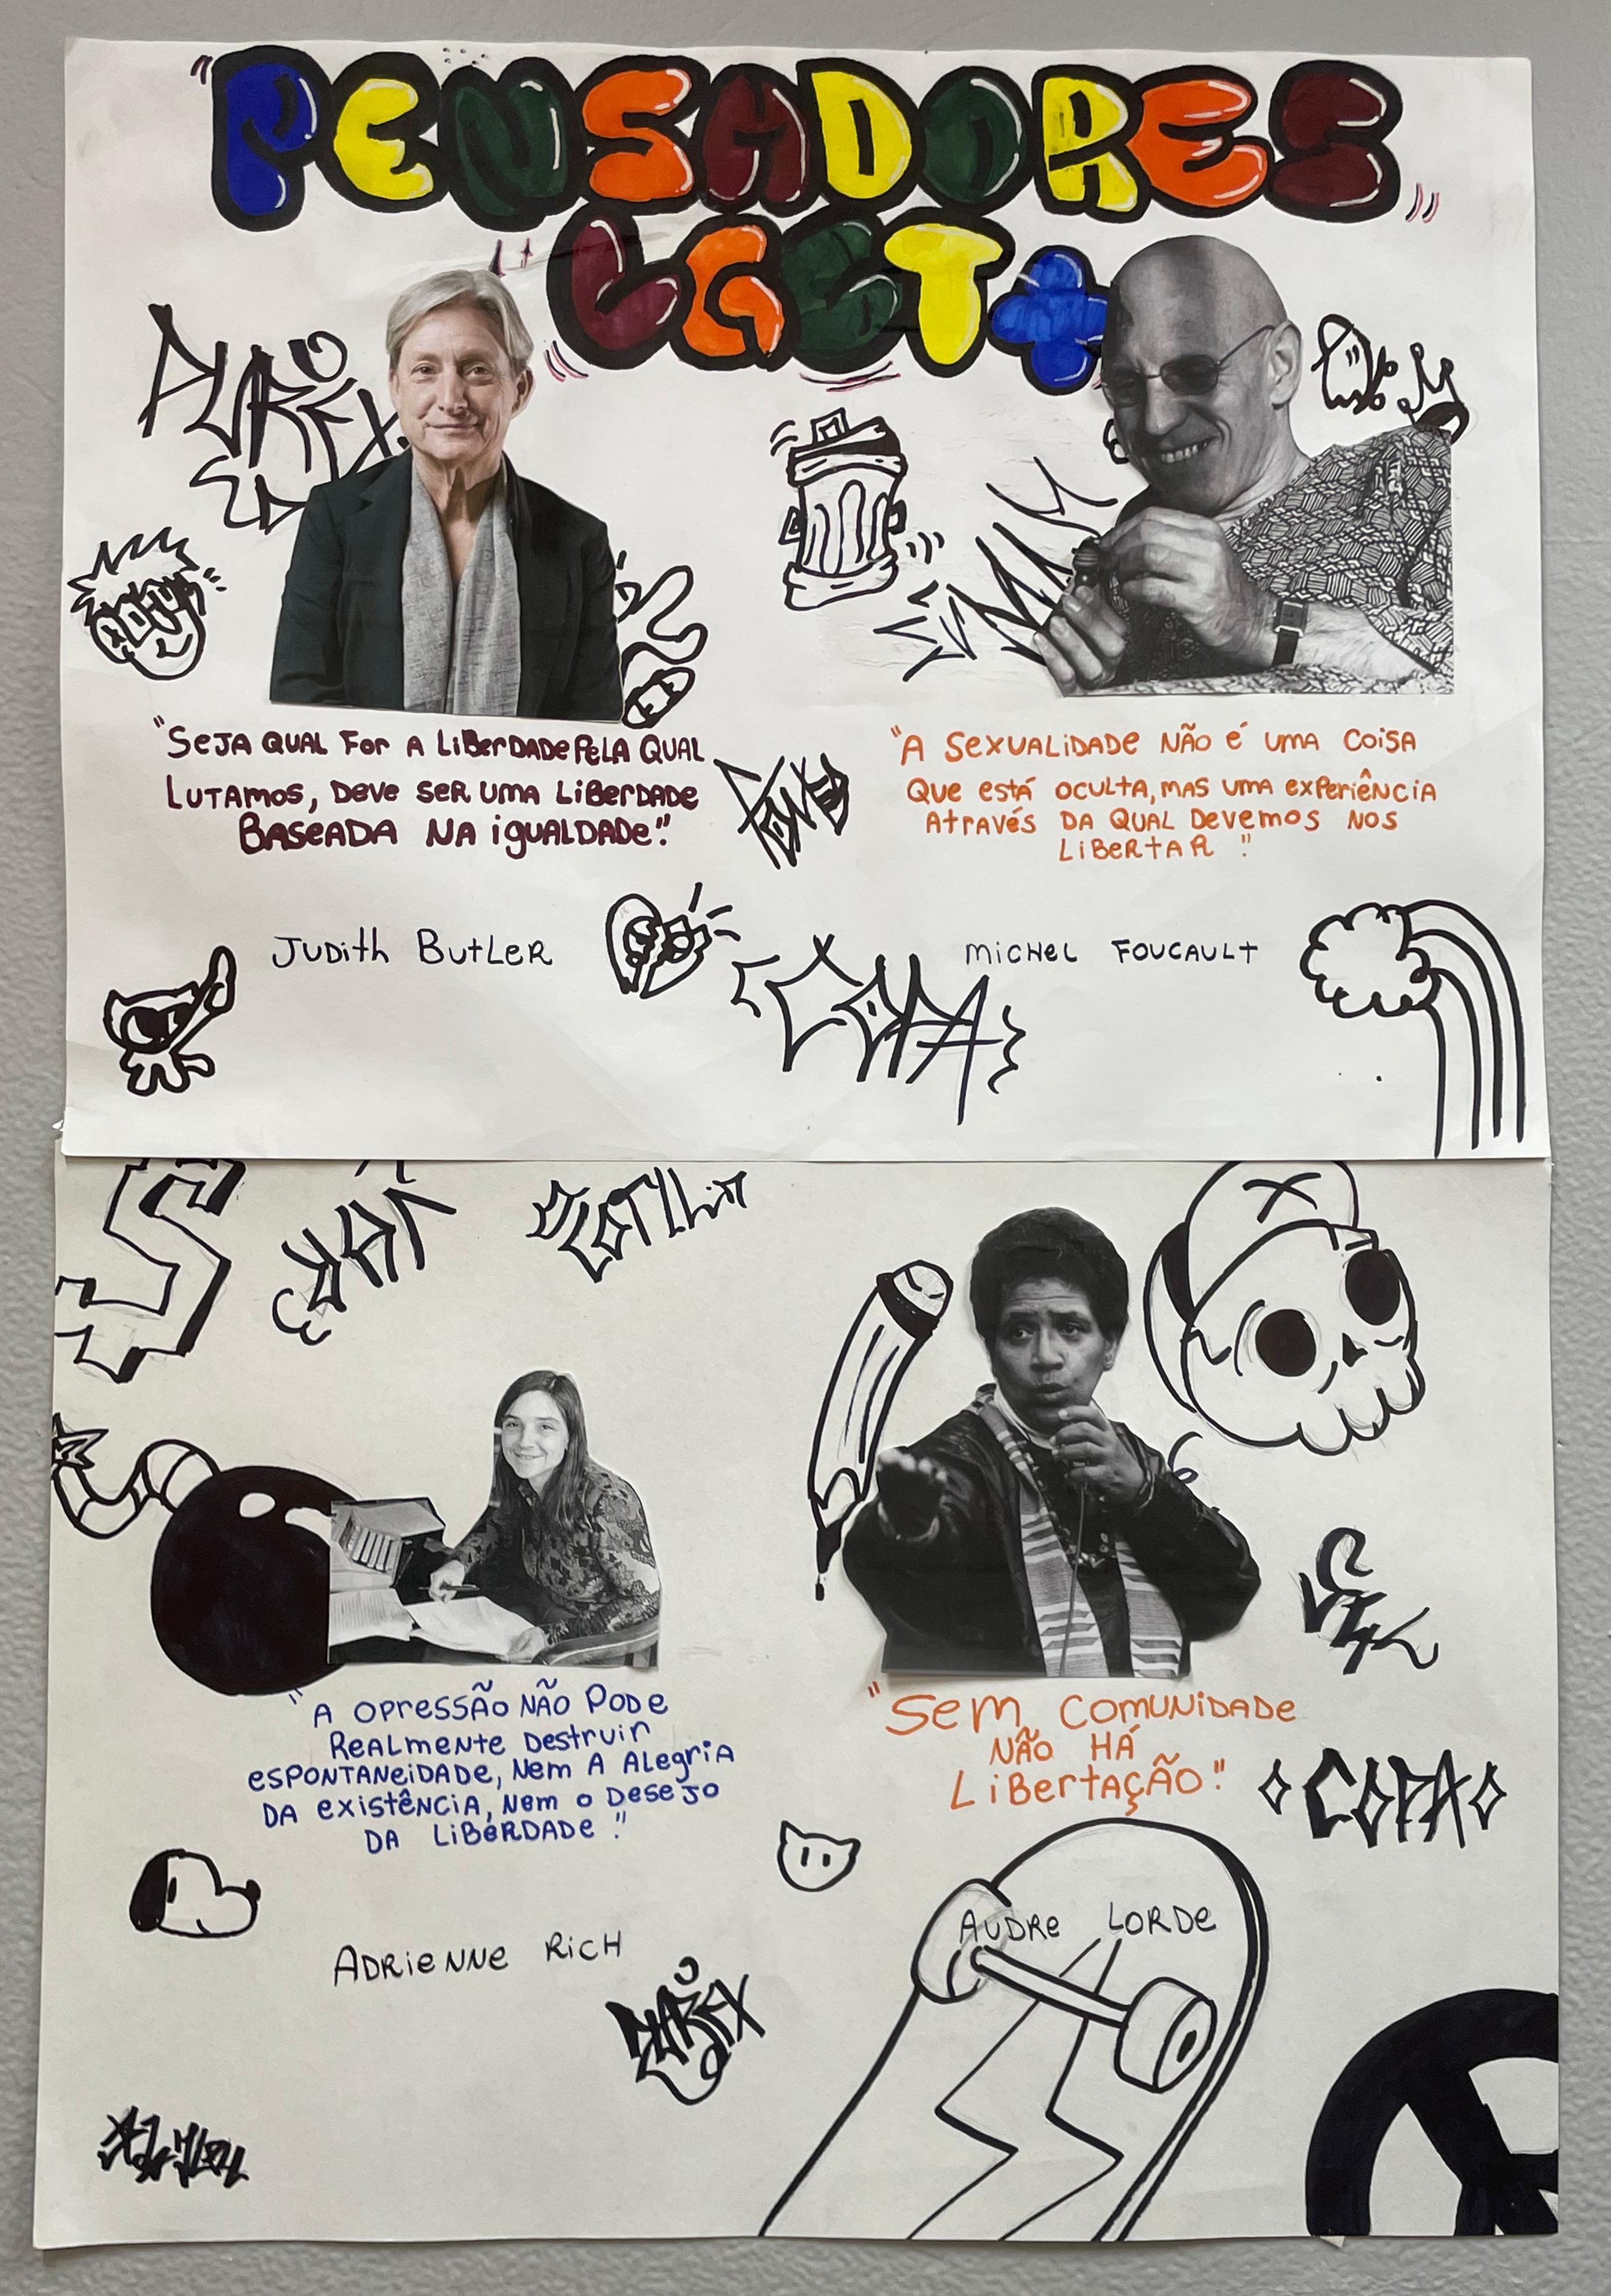 "PENSADORES"
LGBT+
PUREX
"SEJA QUAL FOR A LIBERDADE PELA QUAL
LUTAMOS, DEVE SER UMA LIBERDADE
BASEADA NA IGUALDADE."
JUDITH BUTLER
"A SEXUALIDADE NÃO É UMA COISA
QUE ESTÁ OCULTA, MAS UMA EXPERIÊNCIA
ATRAVÉS DA QUAL DEVEMOS NOS
LIBERTAR"
MICHEL FOUCAULT
COPA
"A OPRESSÃO NÃO PODE
REALMENTE DESTRUIR
ESPONTANEIDADE, NEM A ALEGRIA
DA EXISTÊNCIA, NEM O DESEJO
DA LIBERDADE."
ADRIENNE RICH
"SEM COMUNIDADE
NÃO HÁ
LIBERTAÇÃO"
COPA
AUDRE LORDE
PUREX